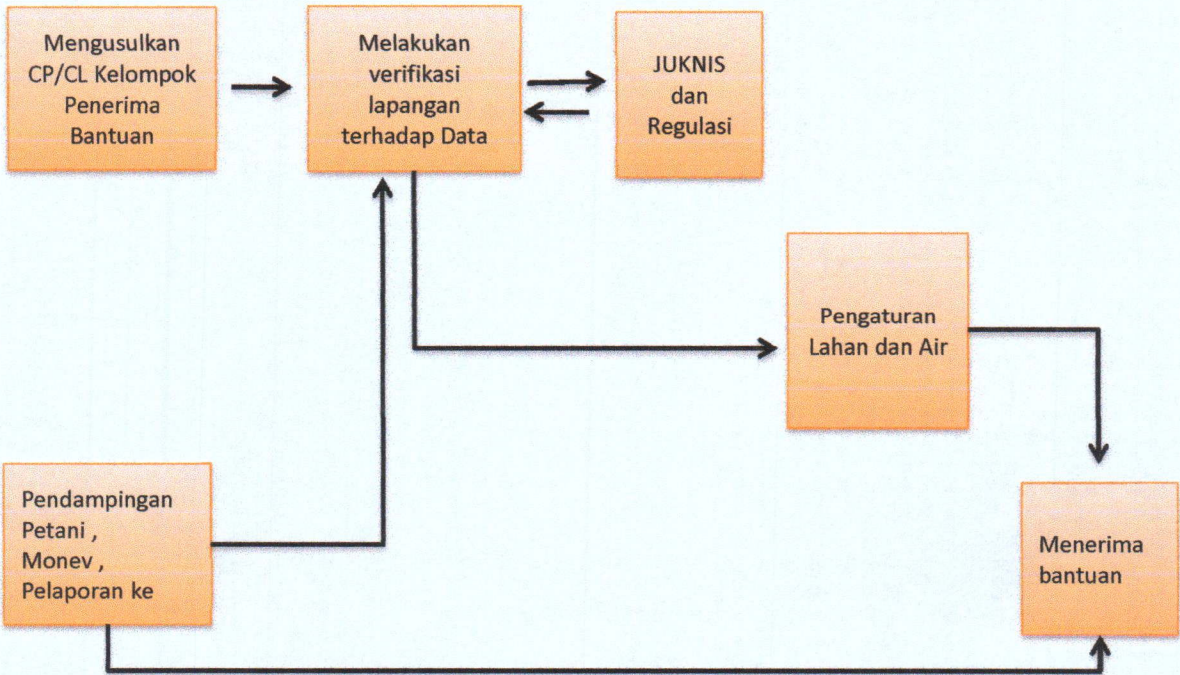 Mengusulkan
CP/CL Kelompok
Penerima
Bantuan
Melakukan
verifikasi
lapangan
terhadap Data
JUKNIS
dan
Regulasi
Pengaturan
Lahan dan Air
Pendampingan
Petani ,
Monev ,
Pelaporan ke
Menerima
bantuan